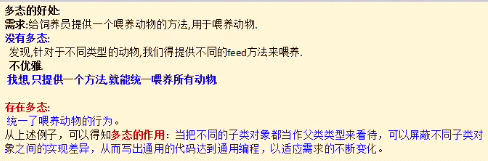 多态的好处:
需求:给饲养员提供一个喂养动物的方法,用于喂养动物.
没有多态:
发现,针对于不同类型的动物,我们得提供不同的feed方法来喂养.
不优雅.
我想,只提供一个方法,就能统一喂养所有动物.
存在多态:
统一了喂养动物的行为。
从上述例子，可以得知多态的作用：当把不同的子类对象都当作父类类型来看待，可以屏蔽不同子类对
象之间的实现差异，从而写出通用的代码达到通用编程，以适应需求的不断变化。